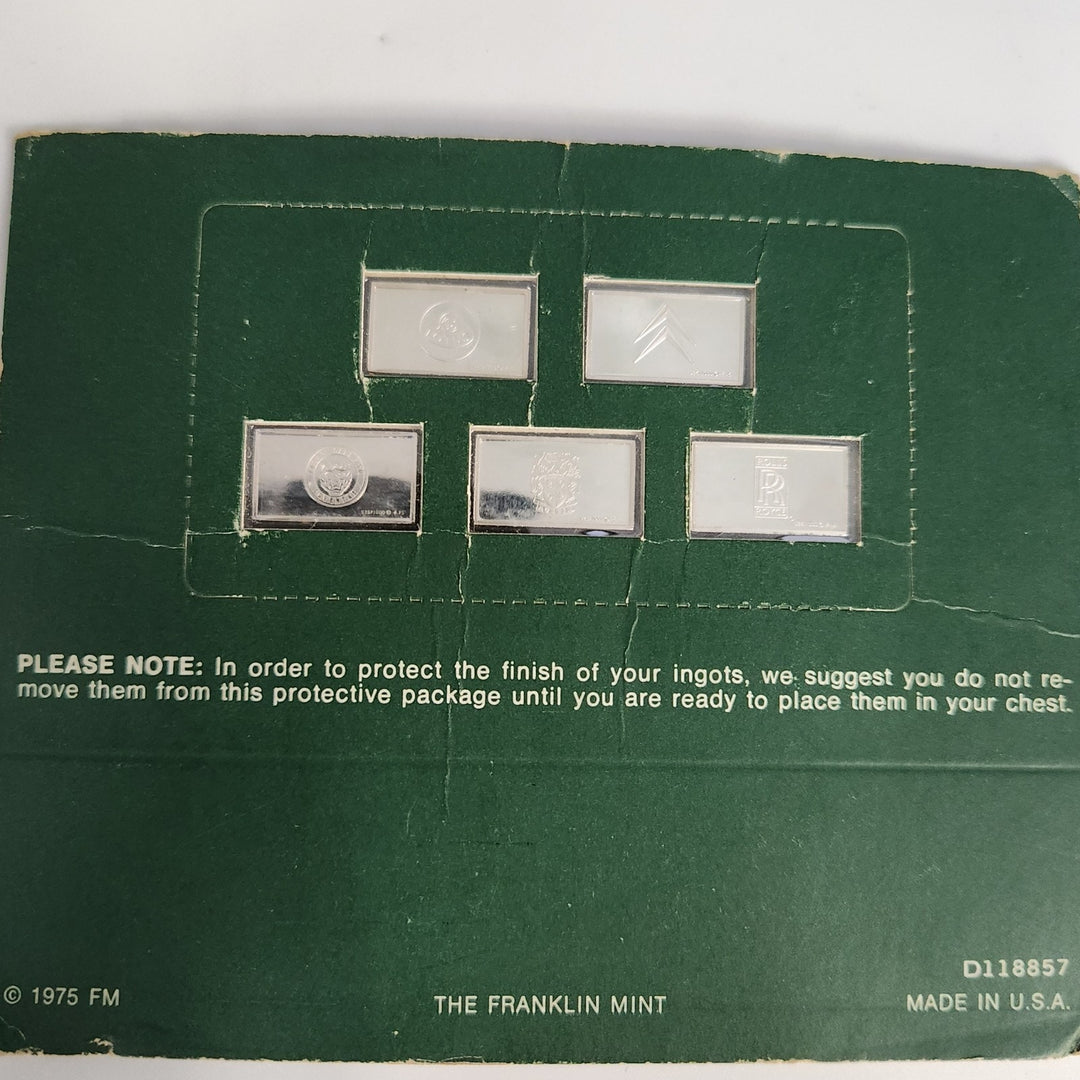 ROLLS
RR
ROYCE
PLEASE NOTE: In order to protect the finish of your ingots, we suggest you do not re-
move them from this protective package until you are ready to place them in your chest.
D118857
© 1975 FM
THE FRANKLIN MINT
MADE IN U.S.A.